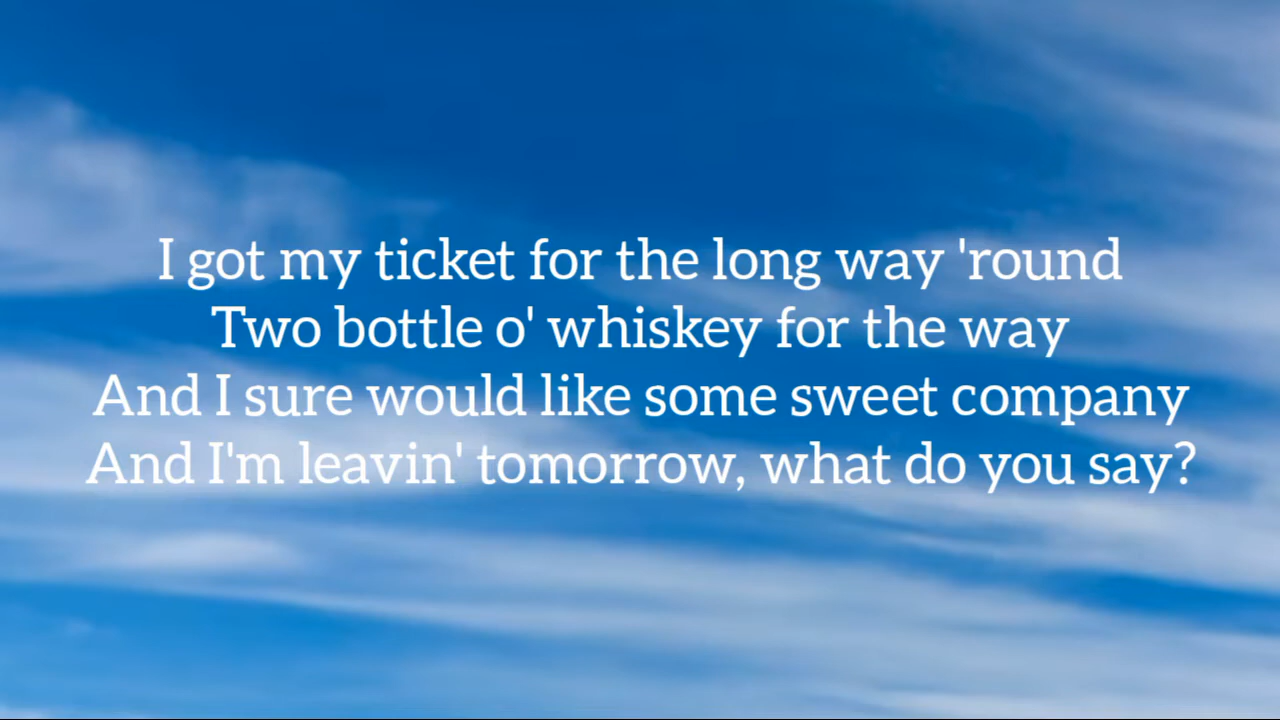 I got my ticket for the long way 'round
Two bottle o' whiskey for the way
And I sure would like some sweet company
And I'm leavin' tomorrow, what do you say?